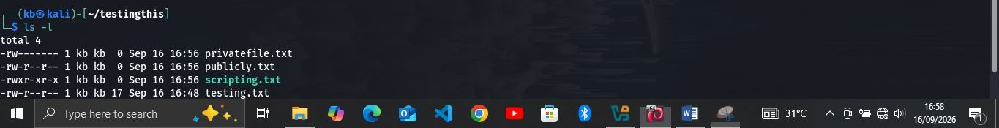 ┌──(kb㉿kali)-[~/testingthis]
└─$ ls -l
total 4
-rw------- 1 kb kb  0 Sep 16 16:56 privatefile.txt
-rw-r--r-- 1 kb kb  0 Sep 16 16:56 publicly.txt
-rwxr-xr-x 1 kb kb  0 Sep 16 16:56 scripting.txt
-rw-r--r-- 1 kb kb 17 Sep 16 16:48 testing.txt
Type here to search
x64
31°C
16:58
16/09/2026
1